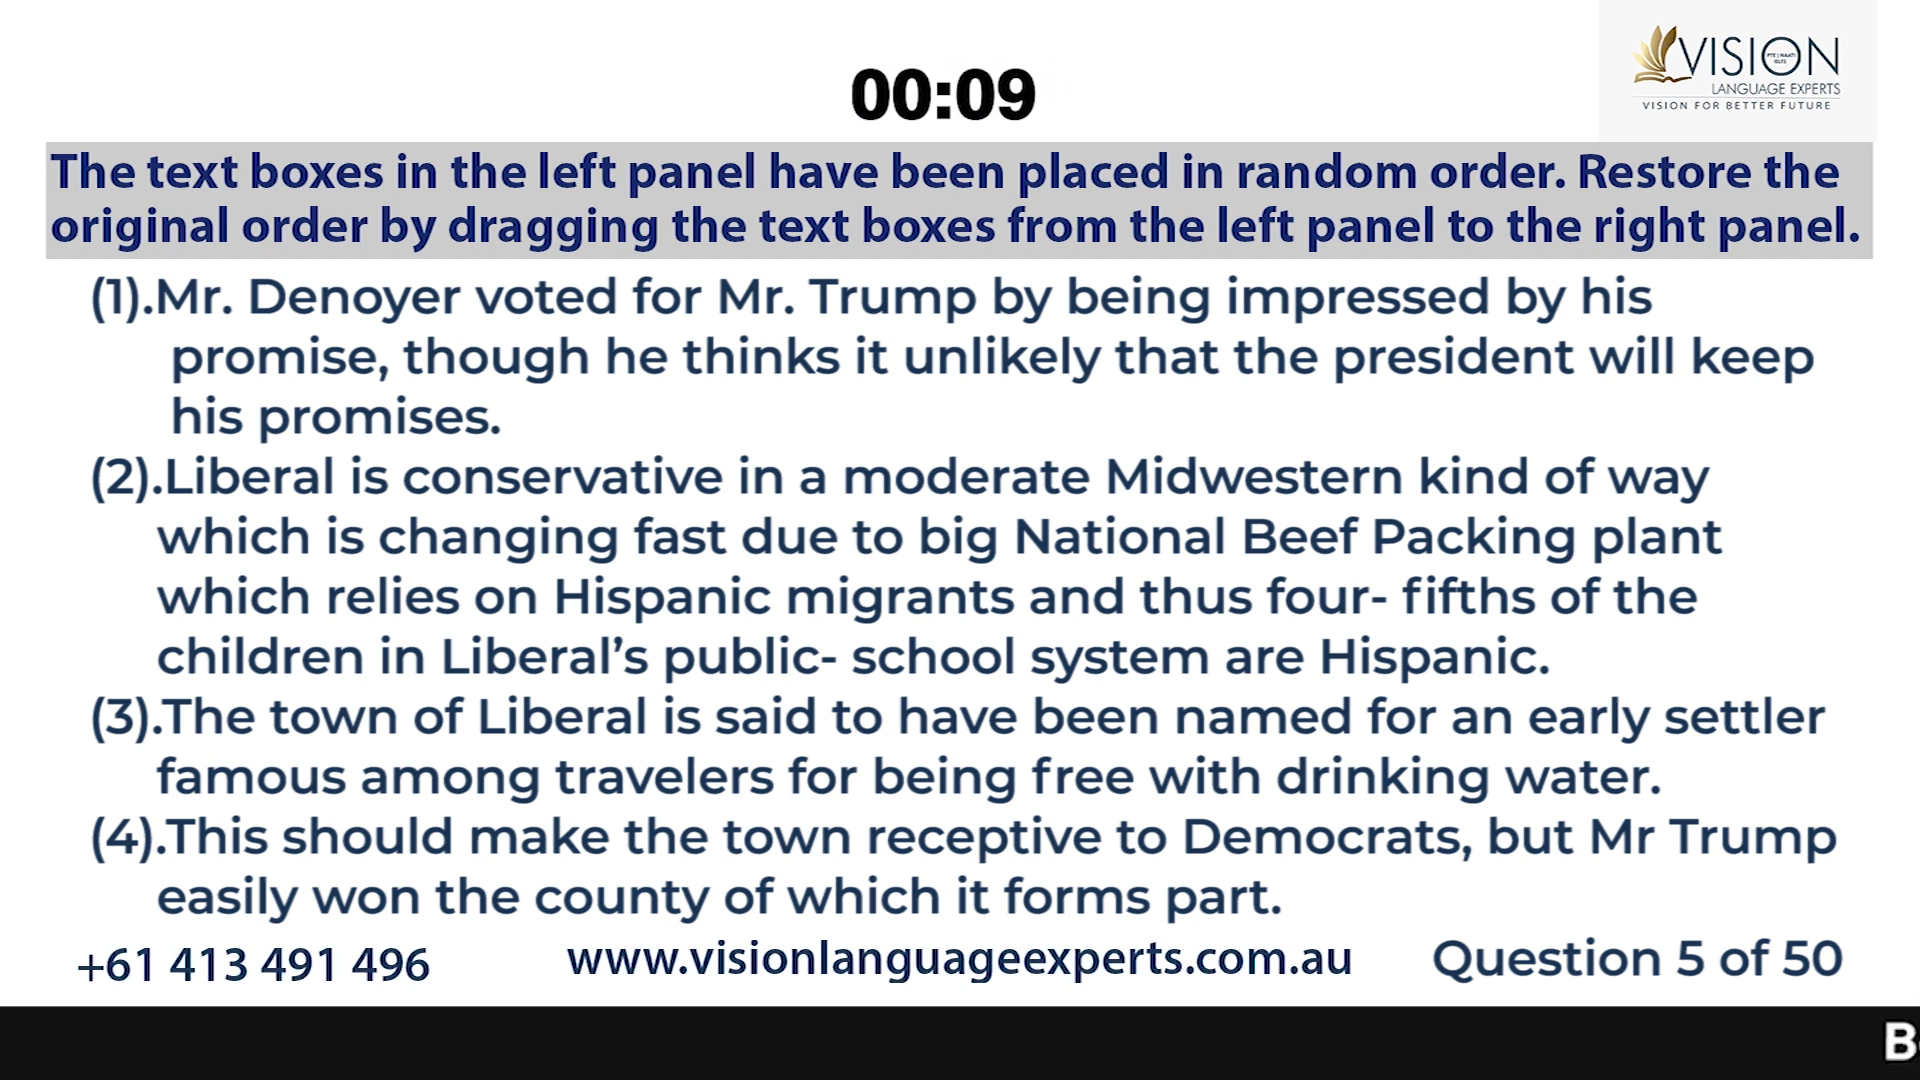 VISION
PTE | NAATI
IELTS
LANGUAGE EXPERTS
VISION FOR BETTER FUTURE
00:09
The text boxes in the left panel have been placed in random order. Restore the
original order by dragging the text boxes from the left panel to the right panel.
(1).Mr. Denoyer voted for Mr. Trump by being impressed by his
promise, though he thinks it unlikely that the president will keep
his promises.
(2).Liberal is conservative in a moderate Midwestern kind of way
which is changing fast due to big National Beef Packing plant
which relies on Hispanic migrants and thus four- fifths of the
children in Liberal’s public- school system are Hispanic.
(3).The town of Liberal is said to have been named for an early settler
famous among travelers for being free with drinking water.
(4).This should make the town receptive to Democrats, but Mr Trump
easily won the county of which it forms part.
+61 413 491 496
www.visionlanguageexperts.com.au
Question 5 of 50